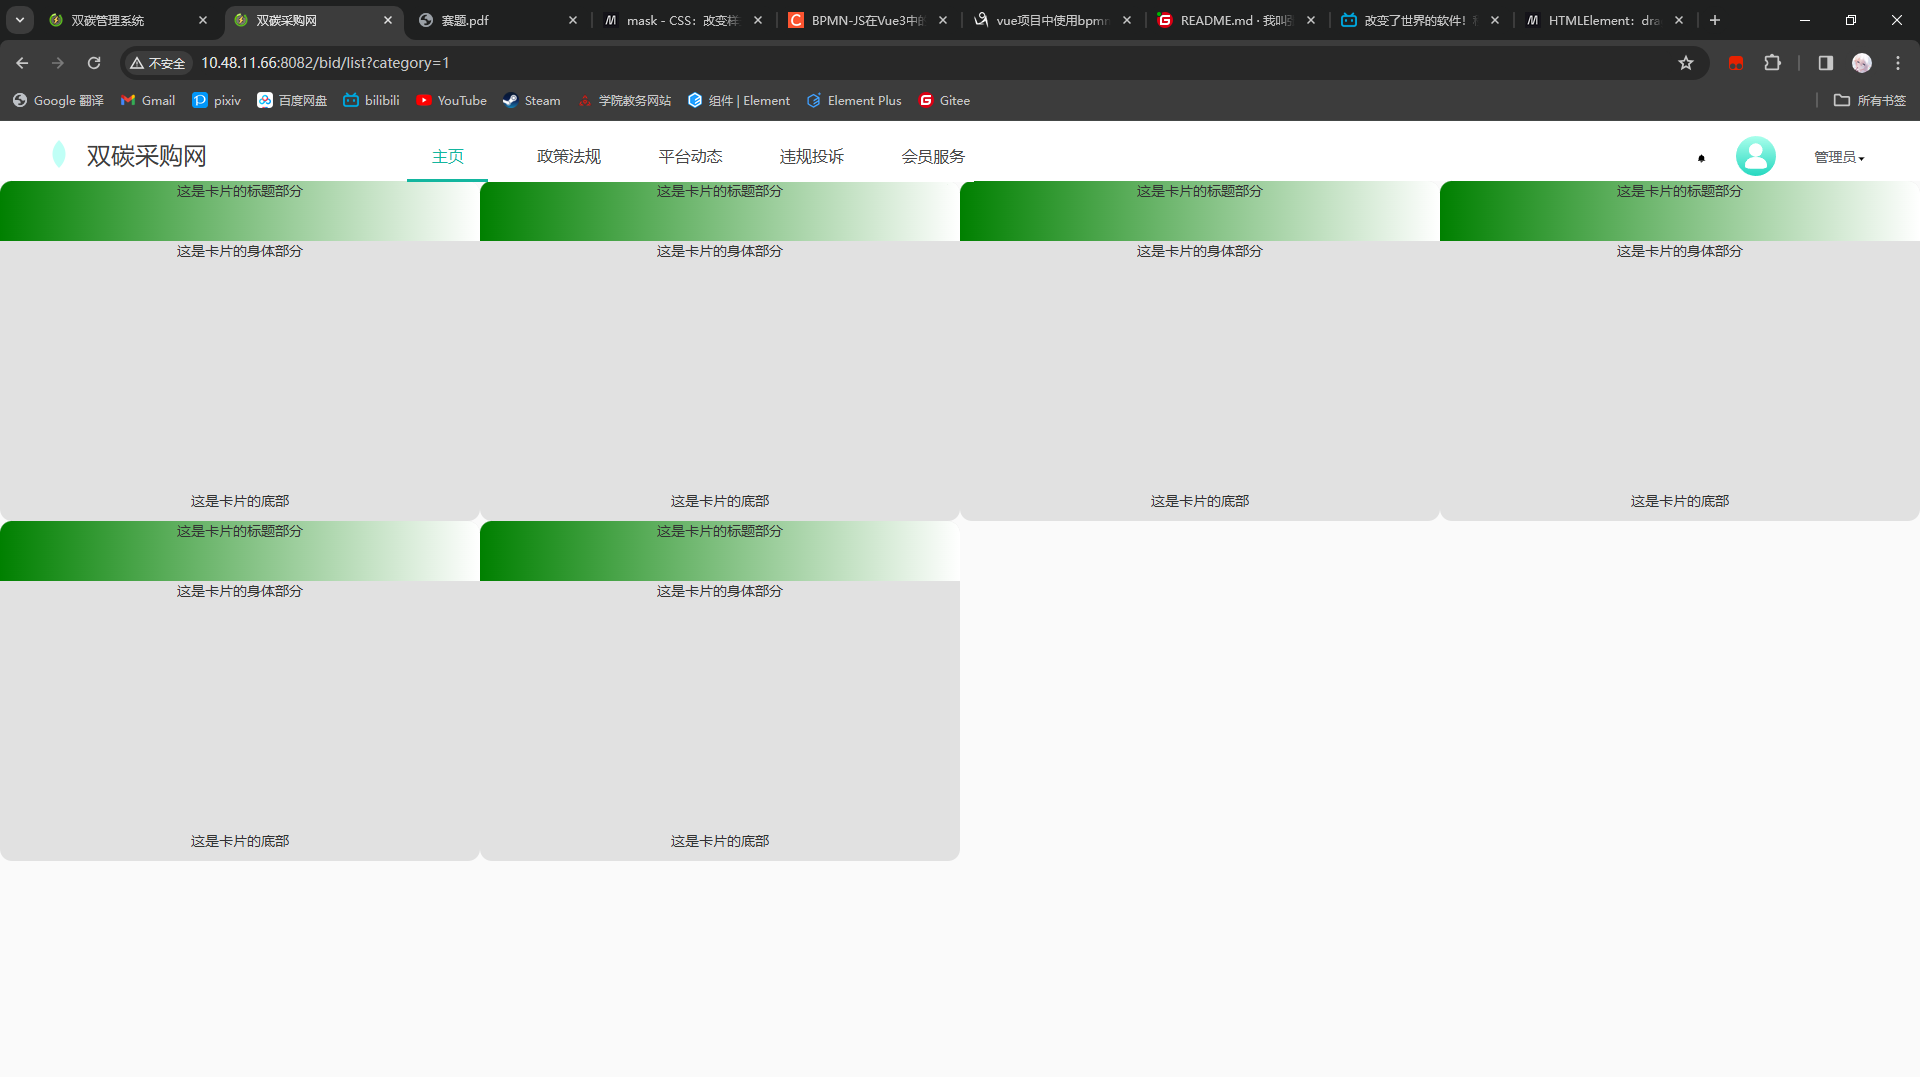 双碳管理系统
双碳采购网
赛题.pdf
mask - CSS：改变样
BPMN-JS在Vue3中的
vue项目中使用bpmn
README.md · 我叫
改变了世界的软件！
HTMLElement：dra
不安全
10.48.11.66:8082/bid/list?category=1
Google 翻译
Gmail
pixiv
百度网盘
bilibili
YouTube
Steam
学院教务网站
组件 | Element
Element Plus
Gitee
所有书签
双碳采购网
主页
政策法规
平台动态
违规投诉
会员服务
管理员
这是卡片的标题部分
这是卡片的标题部分
这是卡片的标题部分
这是卡片的标题部分
这是卡片的身体部分
这是卡片的身体部分
这是卡片的身体部分
这是卡片的身体部分
这是卡片的底部
这是卡片的底部
这是卡片的底部
这是卡片的底部
这是卡片的标题部分
这是卡片的标题部分
这是卡片的身体部分
这是卡片的身体部分
这是卡片的底部
这是卡片的底部